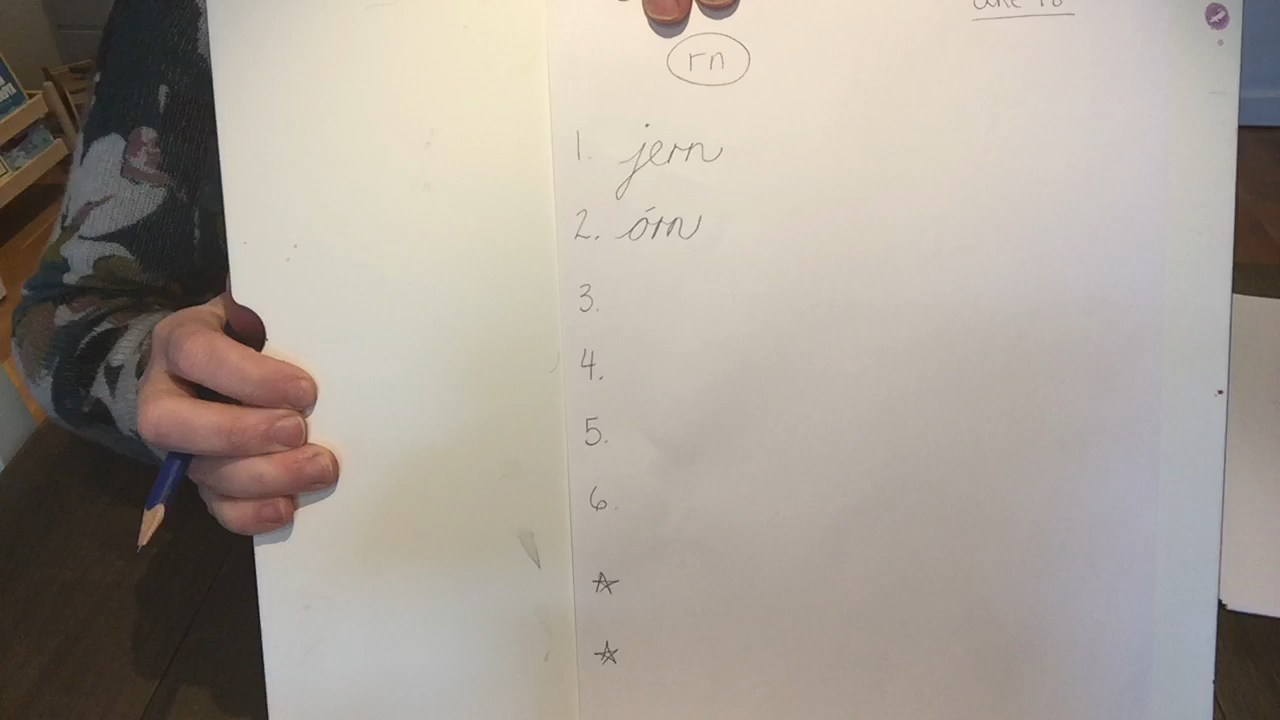 rn
1. jern
2. órn
3.
4.
5.
6.
☆
☆